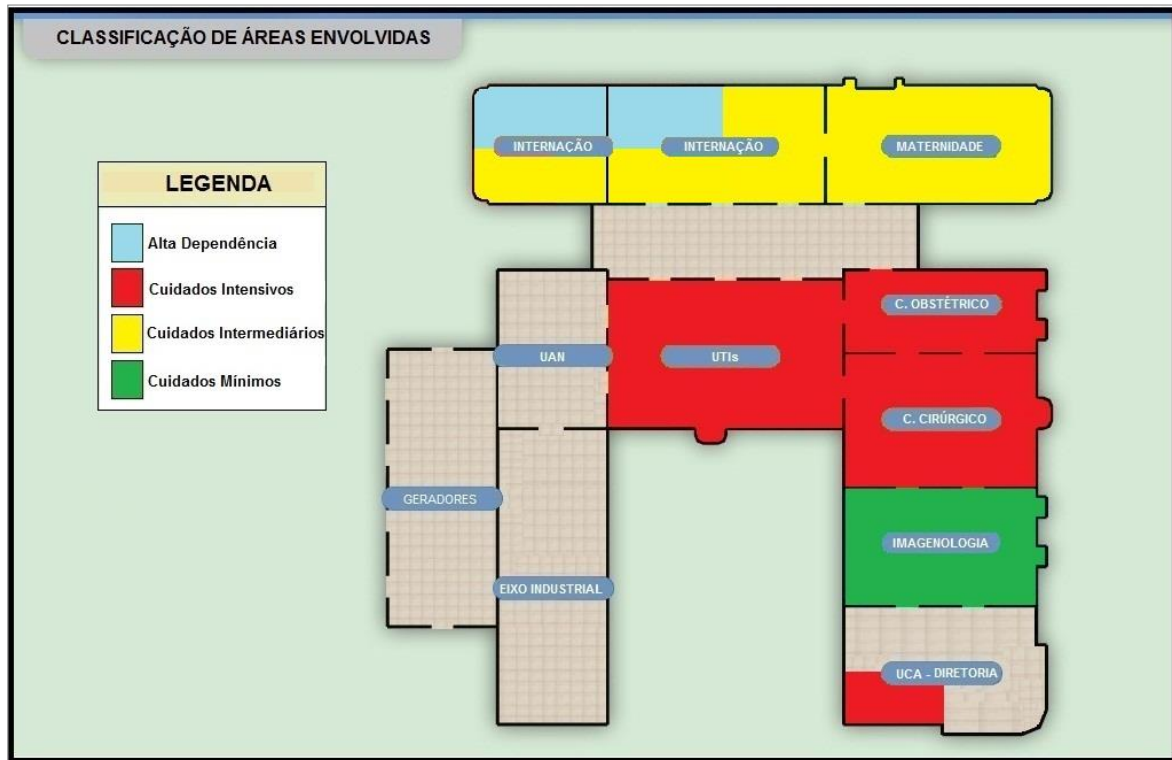 CLASSIFICAÇÃO DE ÁREAS ENVOLVIDAS
LEGENDA
Alta Dependência
Cuidados Intensivos
Cuidados Intermediários
Cuidados Mínimos
INTERNAÇÃO
INTERNAÇÃO
MATERNIDADE
C. OBSTÉTRICO
UAN
UTIs
C. CIRÚRGICO
GERADORES
IMAGENOLOGIA
EIXO INDUSTRIAL
UCA - DIRETORIA